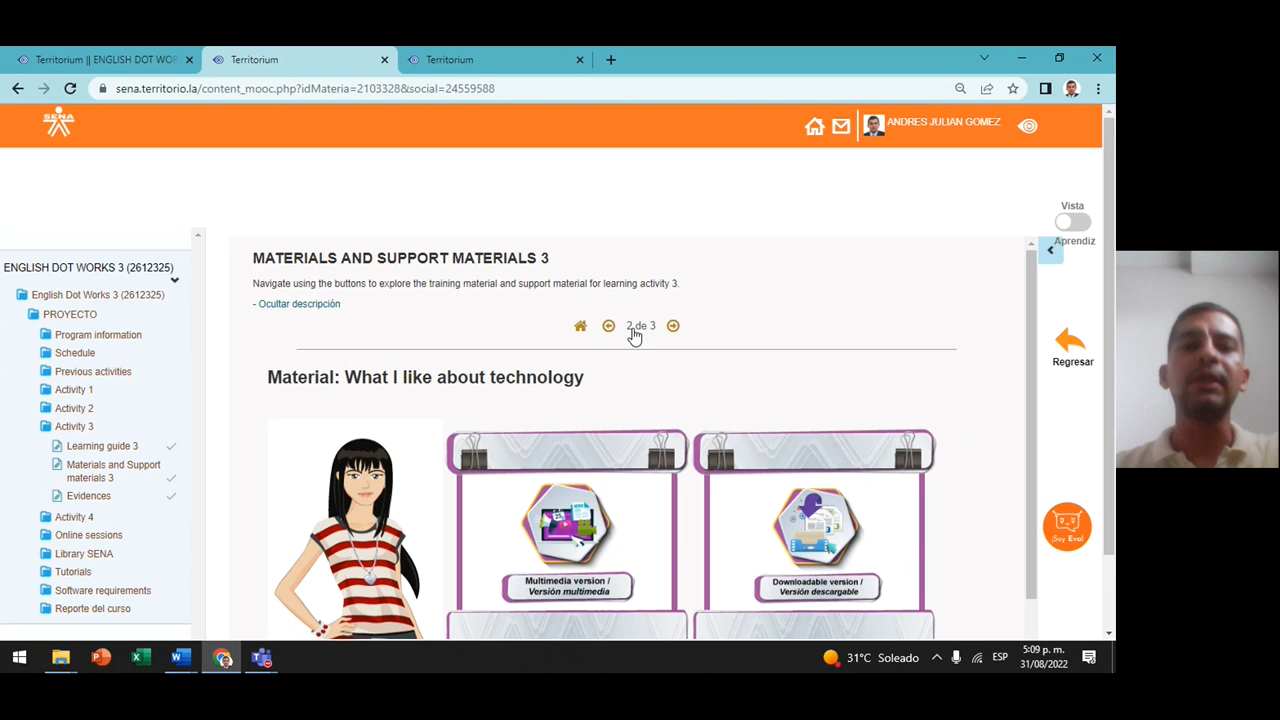 Territorium || ENGLISH DOT WOR
Territorium
Territorium
sena.territorio.la/content_mooc.php?idMateria=2103328&social=24559588
SENA
ANDRES JULIAN GOMEZ
Vista
Aprendiz
ENGLISH DOT WORKS 3 (2612325)
English Dot Works 3 (2612325)
PROYECTO
Program information
Schedule
Previous activities
Activity 1
Activity 2
Activity 3
Learning guide 3
Materials and Support
materials 3
Evidences
Activity 4
Online sessions
Library SENA
Tutorials
Software requirements
Reporte del curso
MATERIALS AND SUPPORT MATERIALS 3
Navigate using the buttons to explore the training material and support material for learning activity 3.
- Ocultar descripción
2 de 3
Material: What I like about technology
Multimedia version /
Versión multimedia
Downloadable version /
Versión descargable
Regresar
¡Soy Evo!
31°C Soleado
ESP
5:09 p. m.
31/08/2022